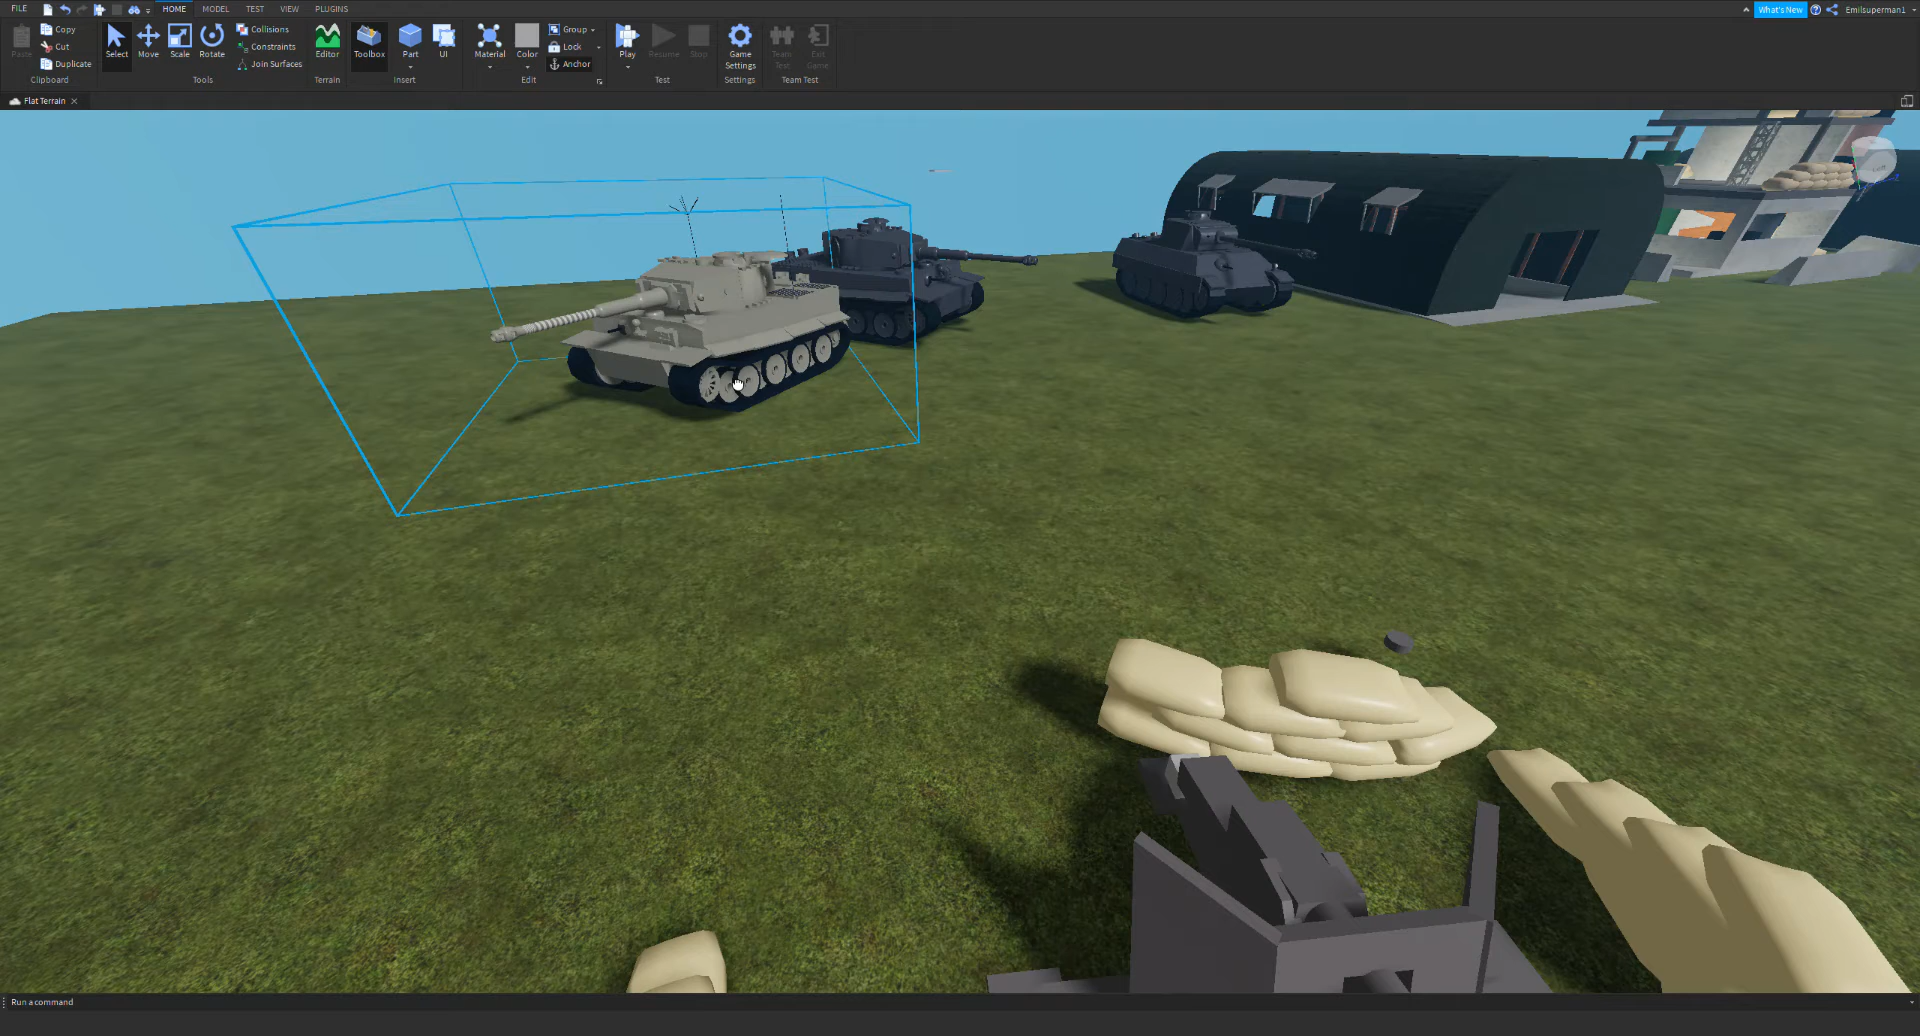 FILE HOME MODEL TEST VIEW PLUGINS What's New Emilsuperman1
Paste Copy Cut Duplicate Clipboard
Select Move Scale Rotate Collisions Constraints Join Surfaces Tools
Editor Terrain
Toolbox Part UI Insert
Material Color Group Lock Anchor Edit
Play Resume Stop Test
Game Settings Settings
Team Test Exit Game Team Test
Flat Terrain
Run a command